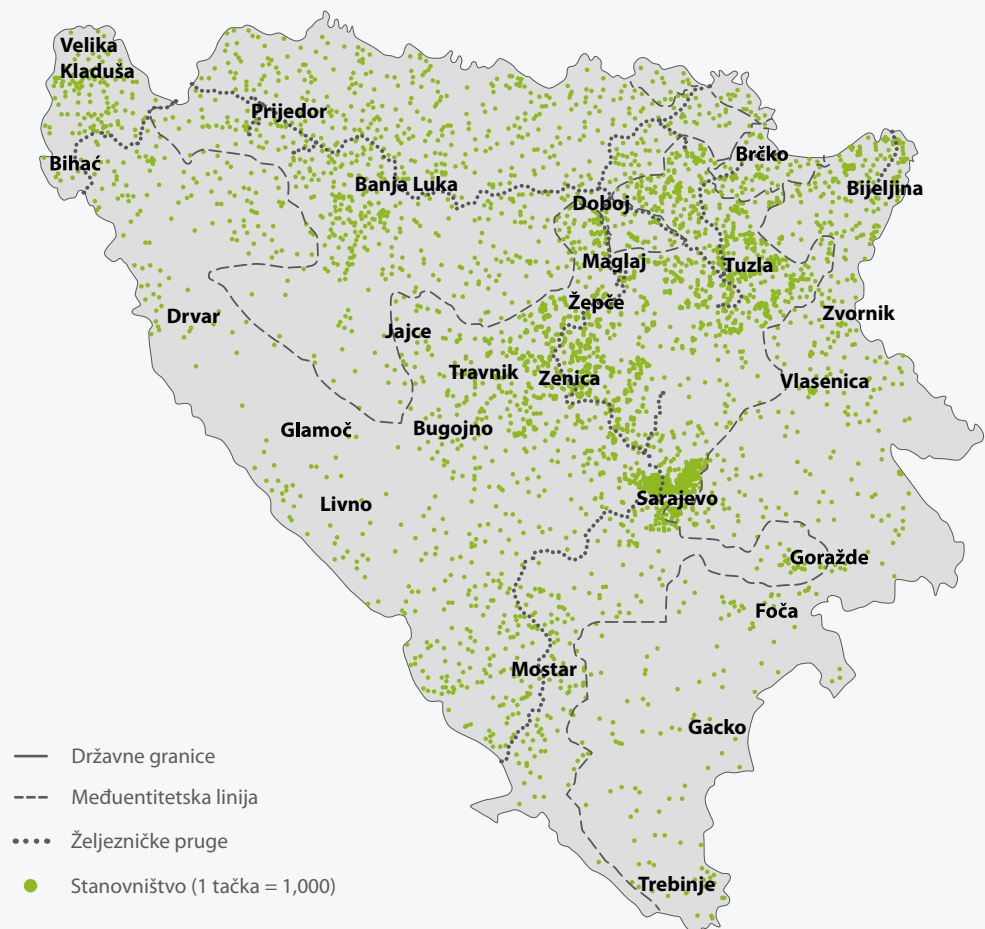 Velika
Kladuša
Prijedor
Bihać
Brčko
Banja Luka
Bijeljina
Doboj
Maglaj
Tuzla
Žepče
Drvar
Zvornik
Jajce
Travnik
Zenica
Vlasenica
Glamoč
Bugojno
Livno
Sarajevo
Goražde
Foča
Mostar
Gacko
Trebinje
Državne granice
Međuentitetska linija
Željezničke pruge
Stanovništvo (1 tačka = 1,000)